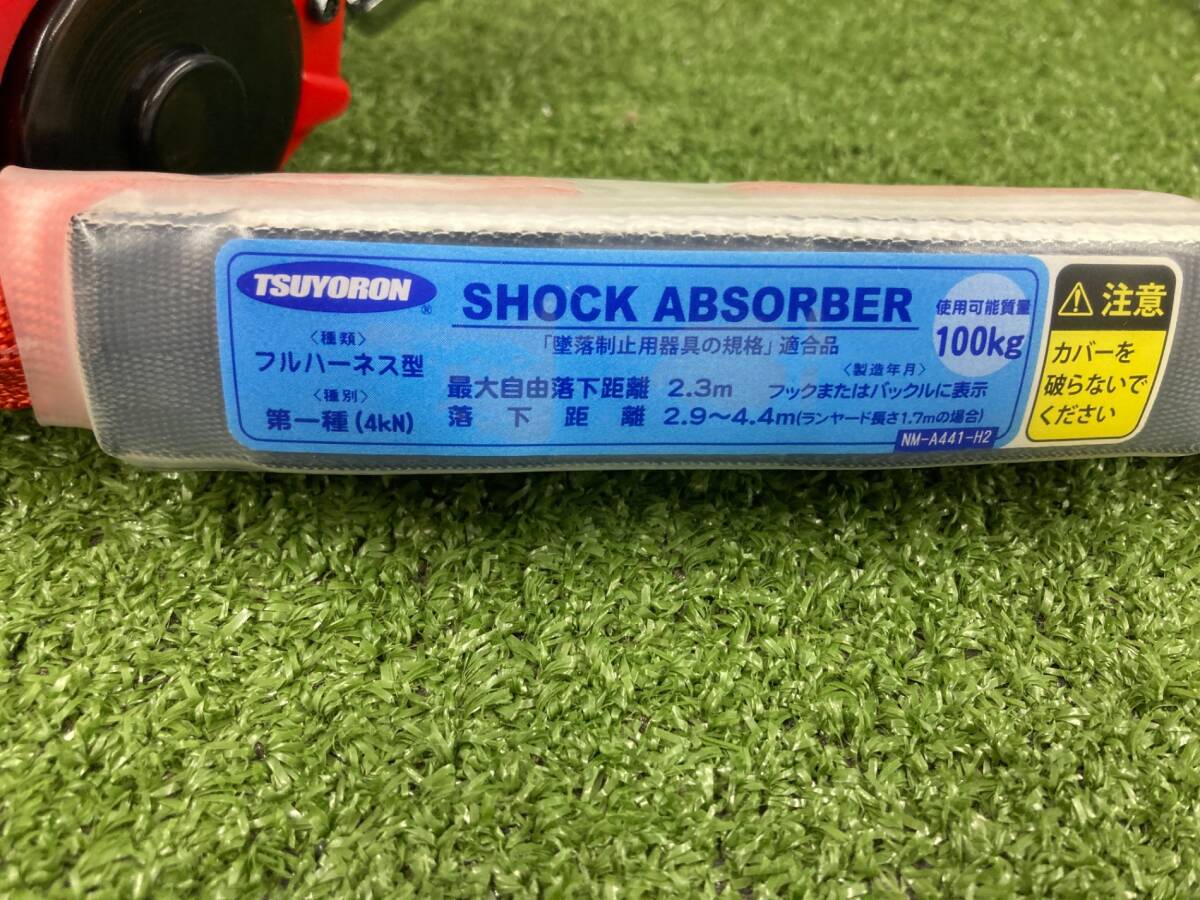 TSUYORON®
SHOCK ABSORBER
「墜落制止用器具の規格」適合品
使用可能質量
100kg
〈種類〉
フルハーネス型
〈種別〉
第一種(4kN)
最大自由落下距離 2.3m
落下距離 2.9～4.4m(ランヤード長さ1.7mの場合)
〈製造年月〉
フックまたはバックルに表示
NM-A441-H2
⚠注意
カバーを
破らないで
ください